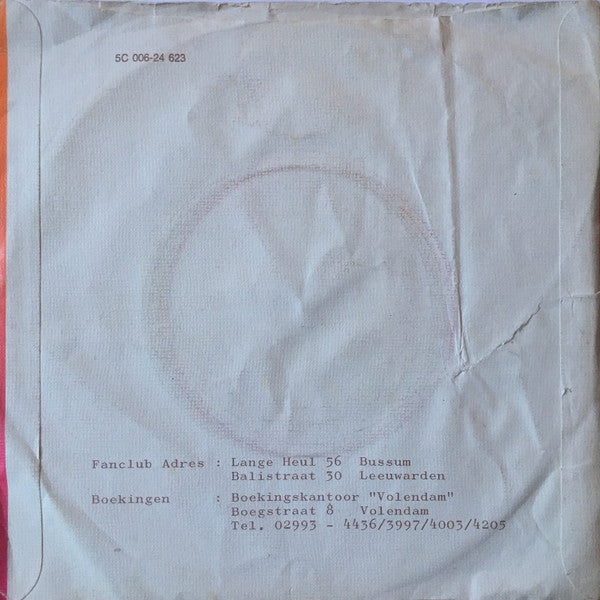 5C 006-24 623
Fanclub Adres : Lange Heul 56 Bussum
Balistraat 30 Leeuwarden
Boekingen : Boekingskantoor "Volendam"
Boegstraat 8 Volendam
Tel. 02993 - 4436/3997/4003/4205